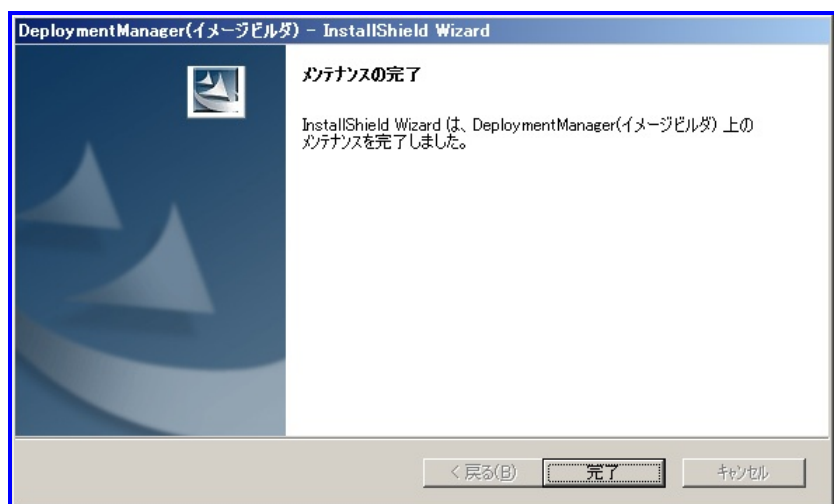 DeploymentManager(イメージビルダ) - InstallShield Wizard
メンテナンスの完了
InstallShield Wizard は、DeploymentManager(イメージビルダ) 上の
メンテナンスを完了しました。
< 戻る(B)
完了
キャンセル